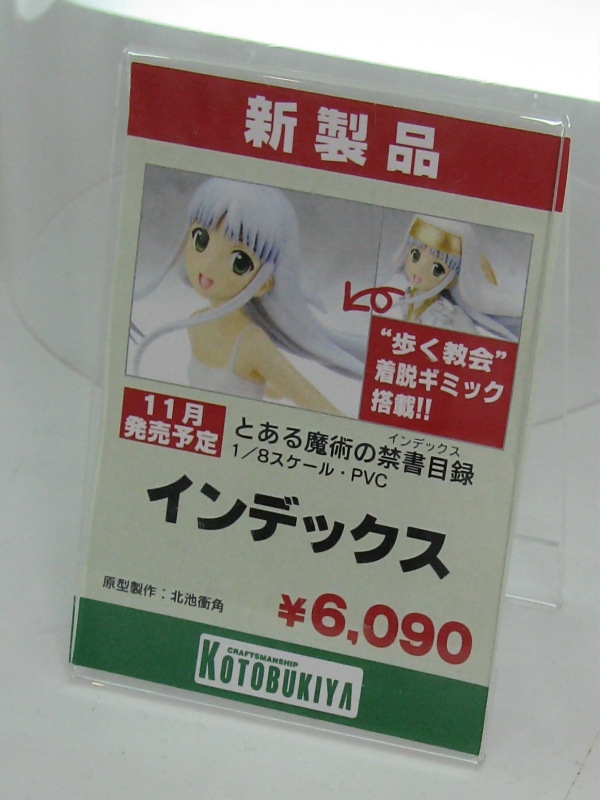 新製品
“歩く教会”
着脱ギミック
搭載!!
11月
発売予定
インデックス
とある魔術の禁書目録
1/8スケール・PVC
インデックス
原型製作：北池衝角
¥6,090
CRAFTSMANSHIP
KOTOBUKIYA